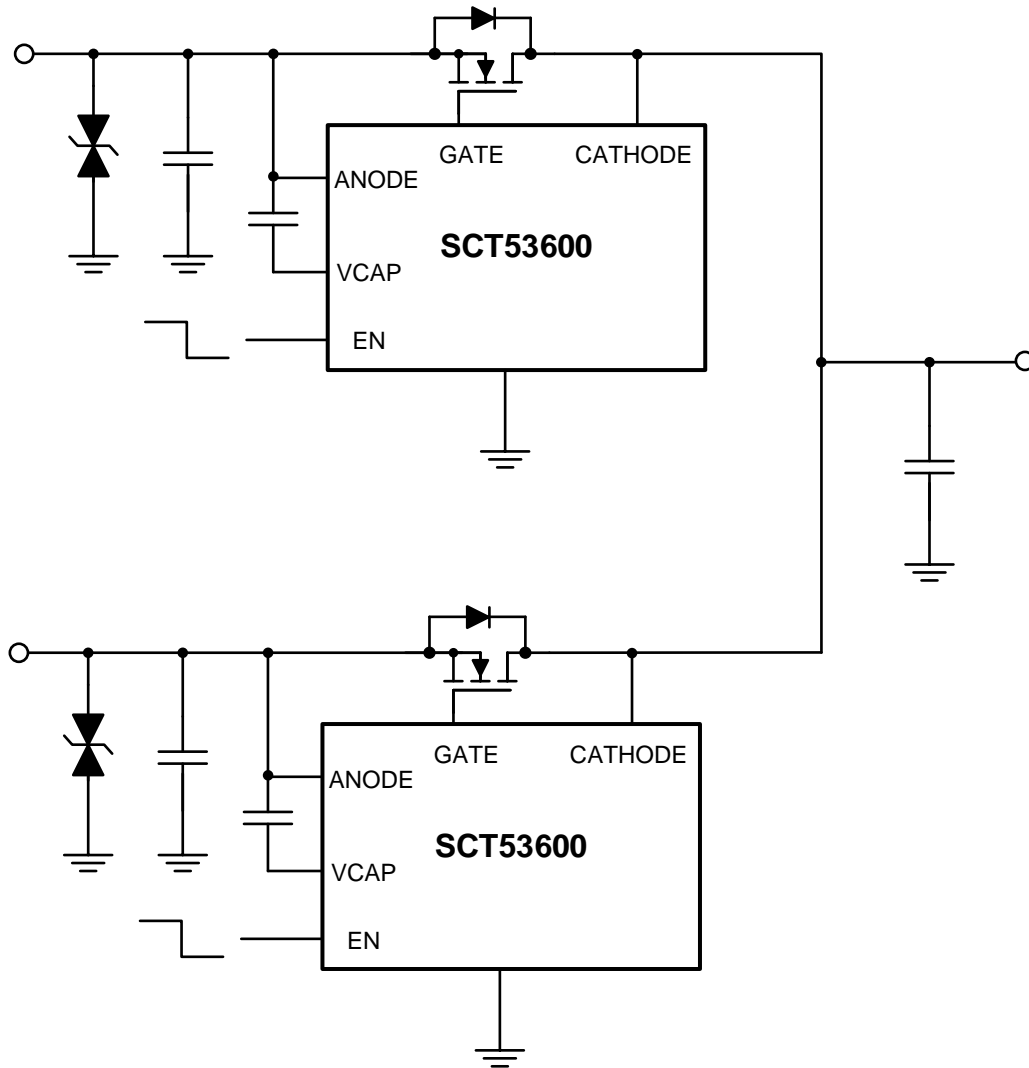 GATE CATHODE
ANODE
SCT53600
VCAP
EN
GATE CATHODE
ANODE
SCT53600
VCAP
EN